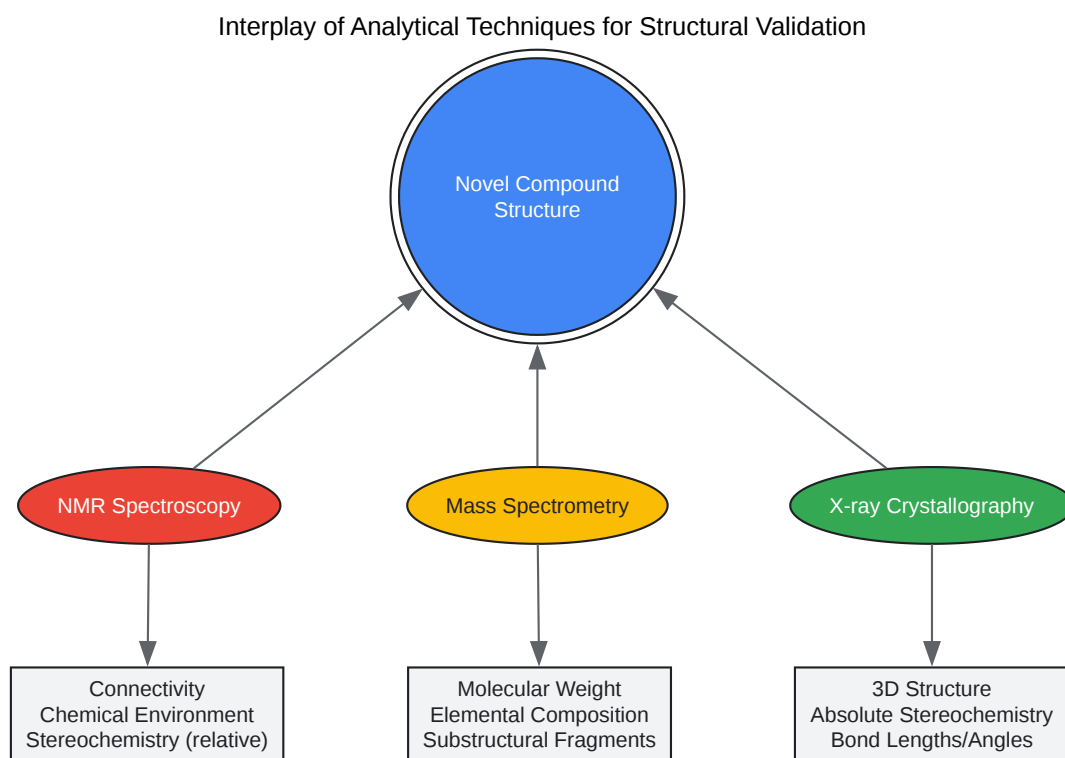 Interplay of Analytical Techniques for Structural Validation
Novel Compound
Structure
NMR Spectroscopy
Mass Spectrometry
X-ray Crystallography
Connectivity
Chemical Environment
Stereochemistry (relative)
Molecular Weight
Elemental Composition
Substructural Fragments
3D Structure
Absolute Stereochemistry
Bond Lengths/Angles